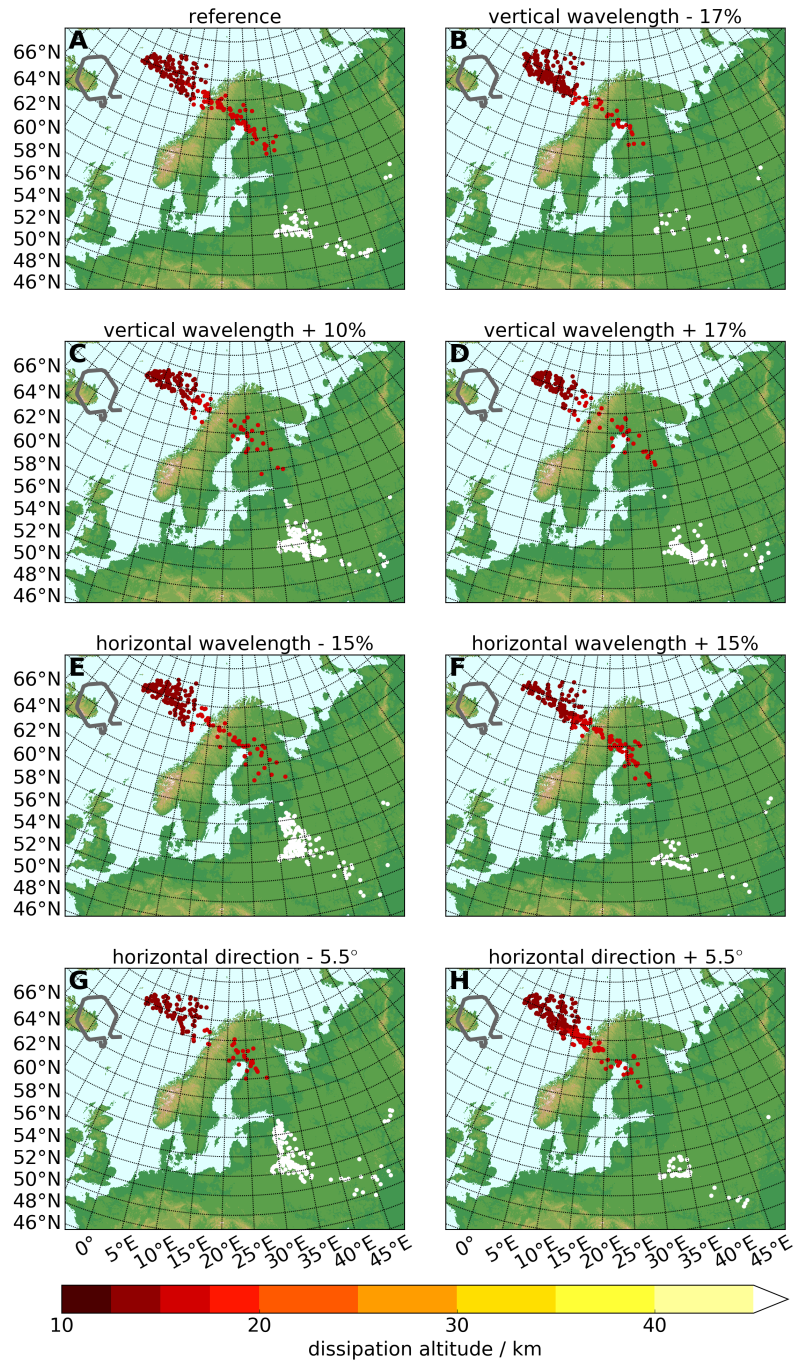 reference
vertical wavelength - 17%
A
B
66°N
64°N
62°N
60°N
58°N
56°N
54°N
52°N
50°N
48°N
46°N
vertical wavelength + 10%
vertical wavelength + 17%
C
D
66°N
64°N
62°N
60°N
58°N
56°N
54°N
52°N
50°N
48°N
46°N
horizontal wavelength - 15%
horizontal wavelength + 15%
E
F
66°N
64°N
62°N
60°N
58°N
56°N
54°N
52°N
50°N
48°N
46°N
horizontal direction - 5.5°
horizontal direction + 5.5°
G
H
66°N
64°N
62°N
60°N
58°N
56°N
54°N
52°N
50°N
48°N
46°N
0° 5°E 10°E 15°E 20°E 25°E 30°E 35°E 40°E 45°E
0° 5°E 10°E 15°E 20°E 25°E 30°E 35°E 40°E 45°E
10 20 30 40
dissipation altitude / km